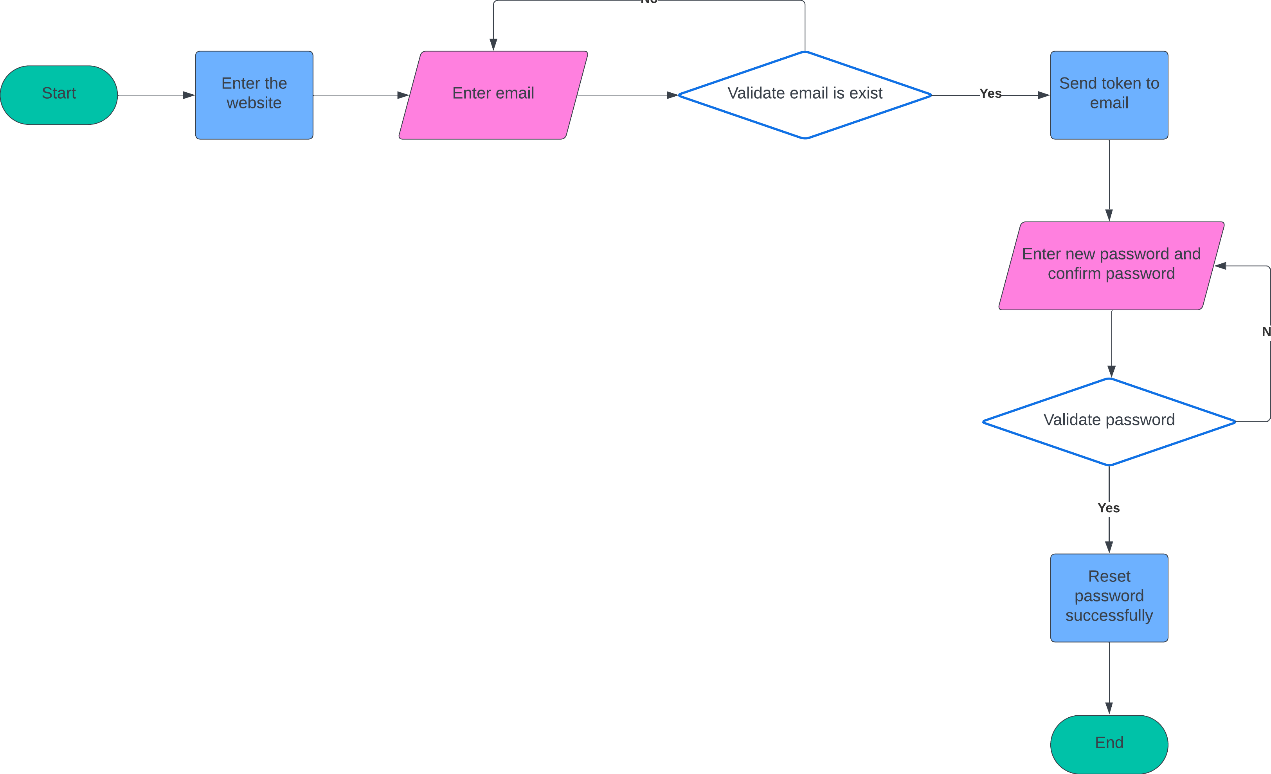 No
Start
Enter the
website
Enter email
Validate email is exist
Yes
Send token to
email
Enter new password and
confirm password
N
Validate password
Yes
Reset
password
successfully
End